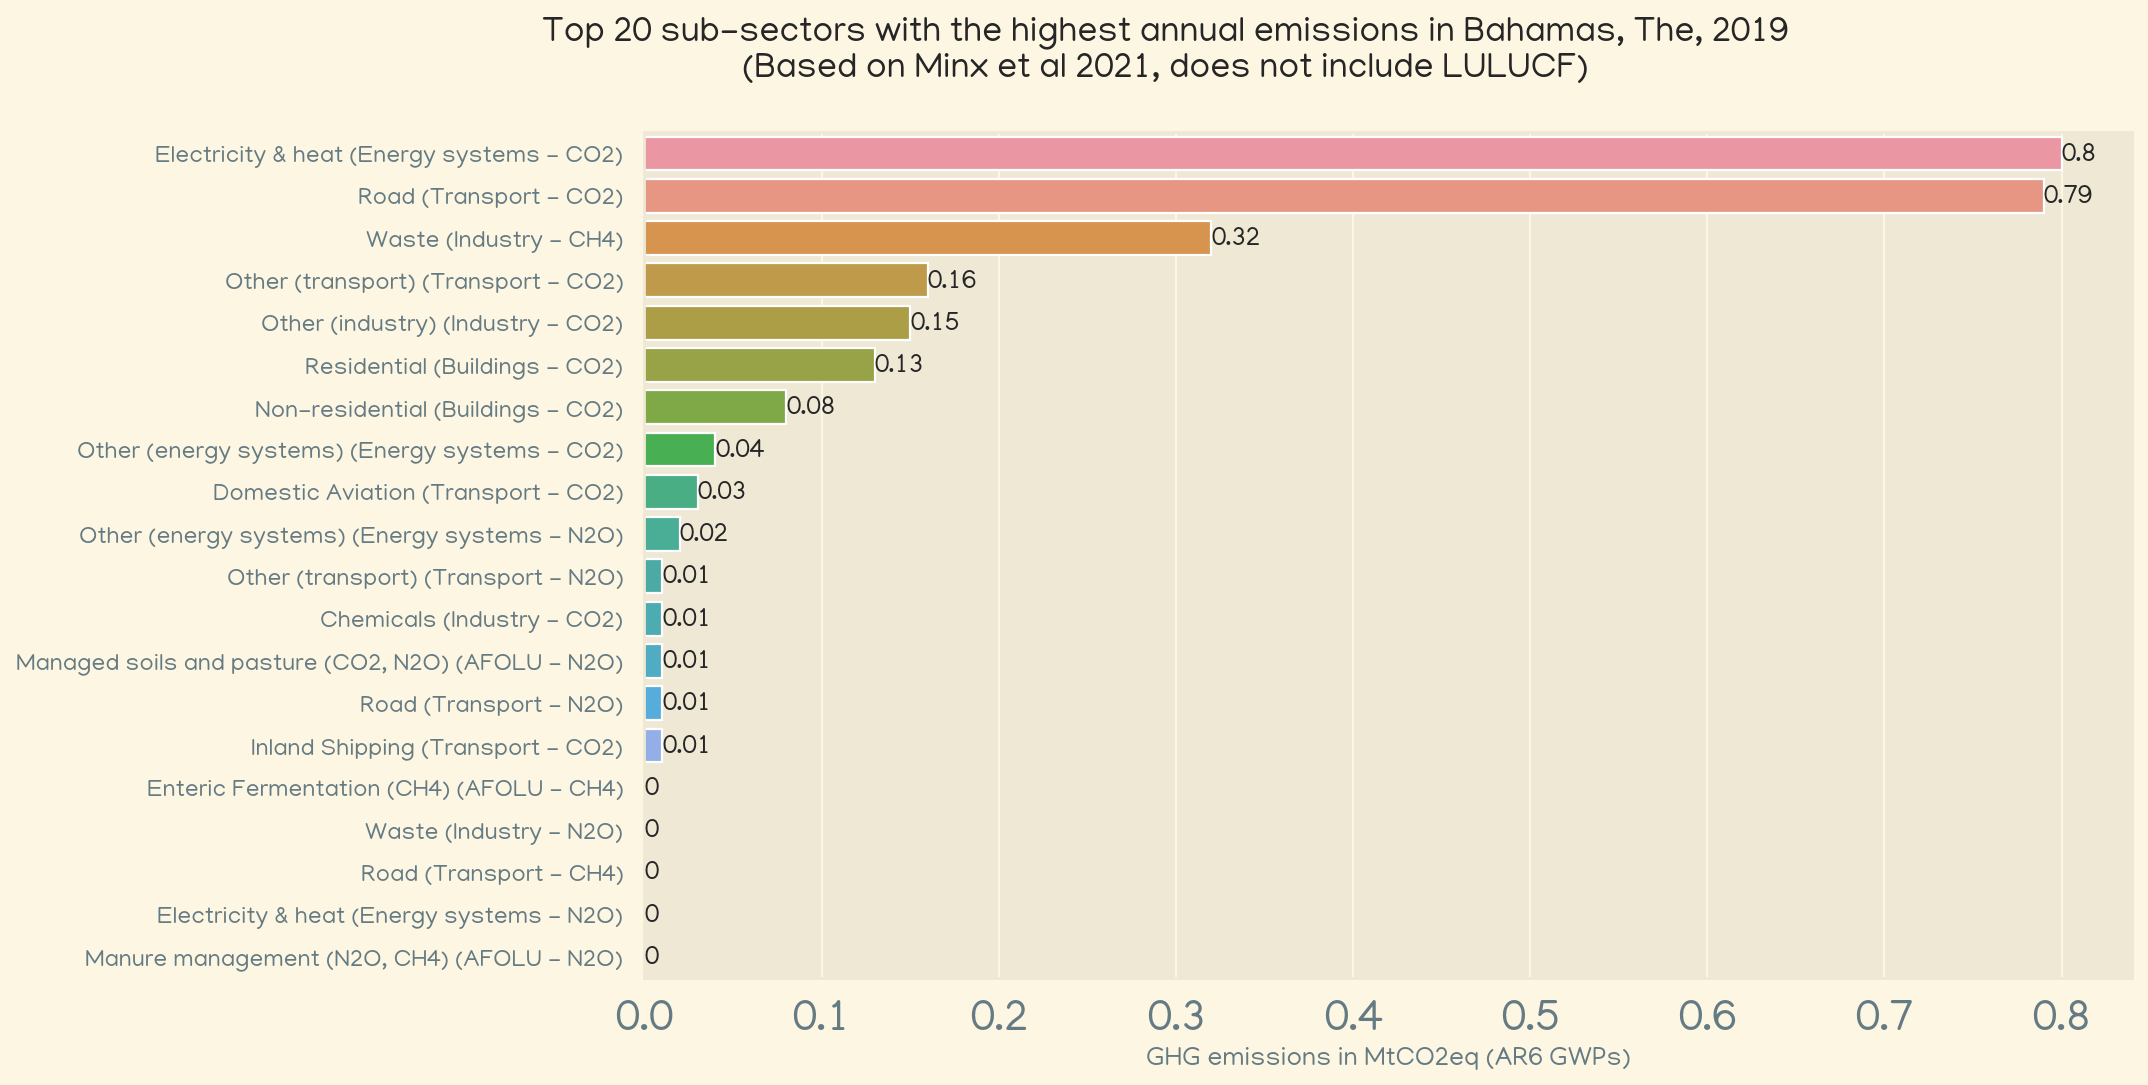 Top 20 sub-sectors with the highest annual emissions in Bahamas, The, 2019
(Based on Minx et al 2021, does not include LULUCF)
Electricity & heat (Energy systems - CO2) 0.8
Road (Transport - CO2) 0.79
Waste (Industry - CH4) 0.32
Other (transport) (Transport - CO2) 0.16
Other (industry) (Industry - CO2) 0.15
Residential (Buildings - CO2) 0.13
Non-residential (Buildings - CO2) 0.08
Other (energy systems) (Energy systems - CO2) 0.04
Domestic Aviation (Transport - CO2) 0.03
Other (energy systems) (Energy systems - N2O) 0.02
Other (transport) (Transport - N2O) 0.01
Chemicals (Industry - CO2) 0.01
Managed soils and pasture (CO2, N2O) (AFOLU - N2O) 0.01
Road (Transport - N2O) 0.01
Inland Shipping (Transport - CO2) 0.01
Enteric Fermentation (CH4) (AFOLU - CH4) 0
Waste (Industry - N2O) 0
Road (Transport - CH4) 0
Electricity & heat (Energy systems - N2O) 0
Manure management (N2O, CH4) (AFOLU - N2O) 0
0.0 0.1 0.2 0.3 0.4 0.5 0.6 0.7 0.8
GHG emissions in MtCO2eq (AR6 GWPs)